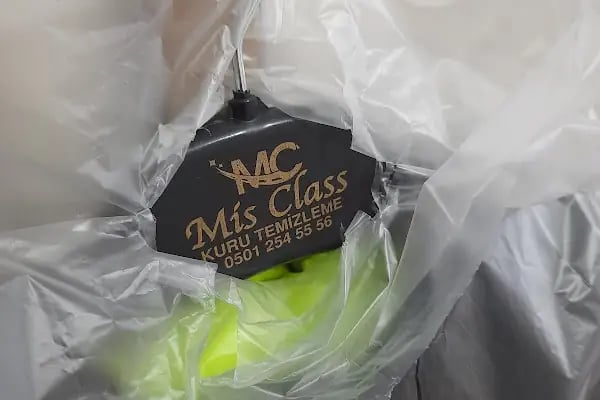 MC
Mis Class
KURU TEMİZLEME
0501 254 55 56